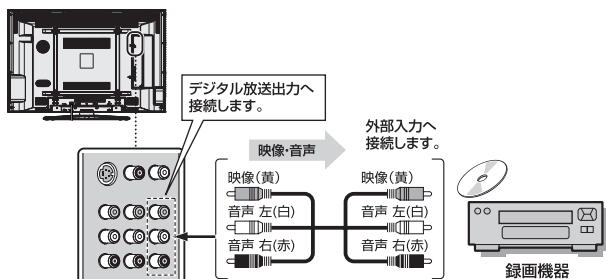 デジタル放送出力へ
接続します。
映像・音声
外部入力へ
接続します。
映像(黄)
音声 左(白)
音声 右(赤)
映像(黄)
音声 左(白)
音声 右(赤)
録画機器